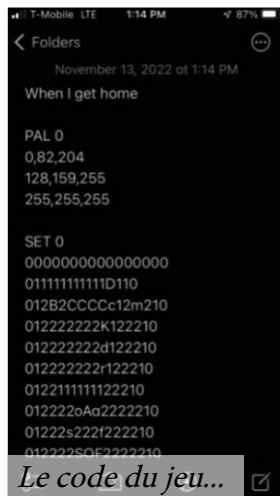 T-Mobile LTE 1:14 PM 87%
Folders
November 13, 2022 at 1:14 PM
When I get home
PAL 0
0,82,204
128,159,255
255,255,255
SET 0
0000000000000000
011111111111D110
012B2CCCCc12m210
012222222K122210
012222222d122210
012222222r122210
0122111111122210
012222oAq2222210
01222s222f222210
012222SOF2222210
Le code du jeu...